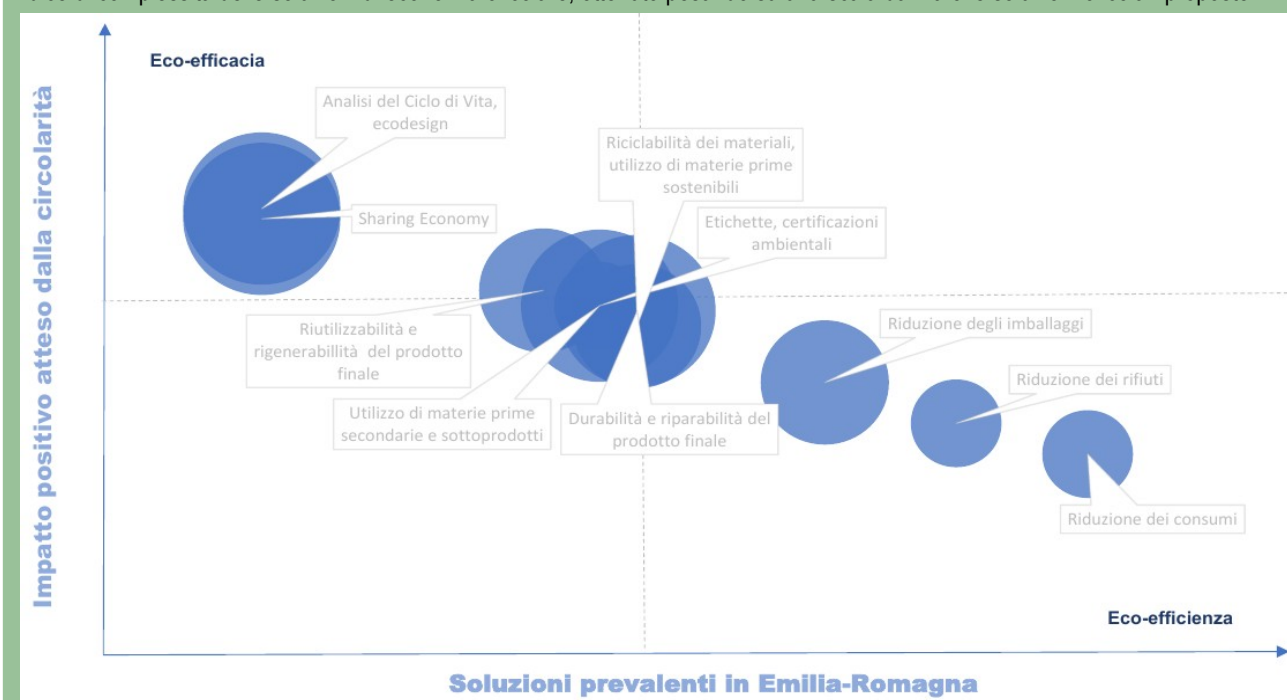 Eco-efficacia
Analisi del Ciclo di Vita,
ecodesign
Riciclabilità dei materiali,
utilizzo di materie prime
sostenibili
Sharing Economy
Etichette, certificazioni
ambientali
Riutilizzabilità e
rigenerabillità del prodotto
finale
Riduzione degli imballaggi
Riduzione dei rifiuti
Utilizzo di materie prime
secondarie e sottoprodotti
Durabilità e riparabilità del
prodotto finale
Riduzione dei consumi
Eco-efficienza
Impatto positivo atteso dalla circolarità
Soluzioni prevalenti in Emilia-Romagna